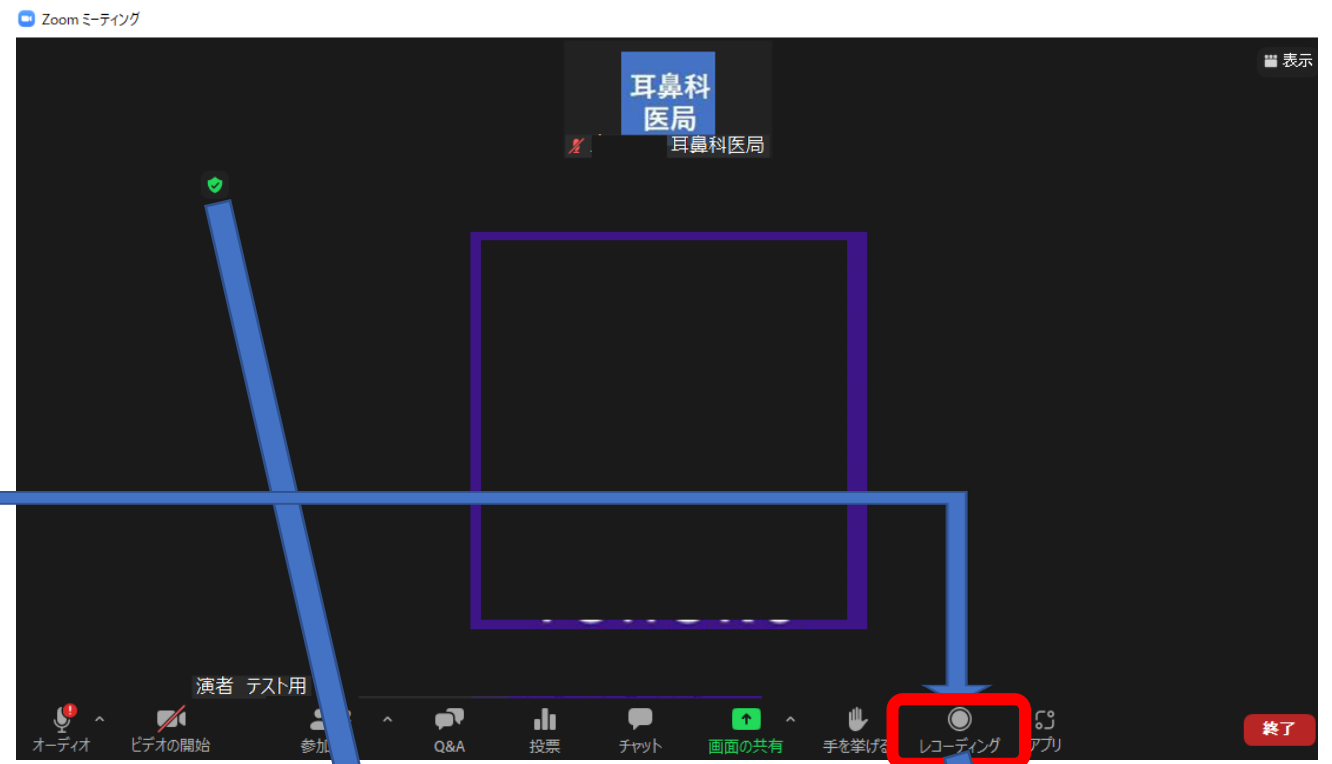 Zoom ミーティング
表示
耳鼻科
医局
耳鼻科医局
演者 テスト用
オーディオ
ビデオの開始
参加
Q&A
投票
チャット
画面の共有
手を挙げる
レコーディング
アプリ
終了